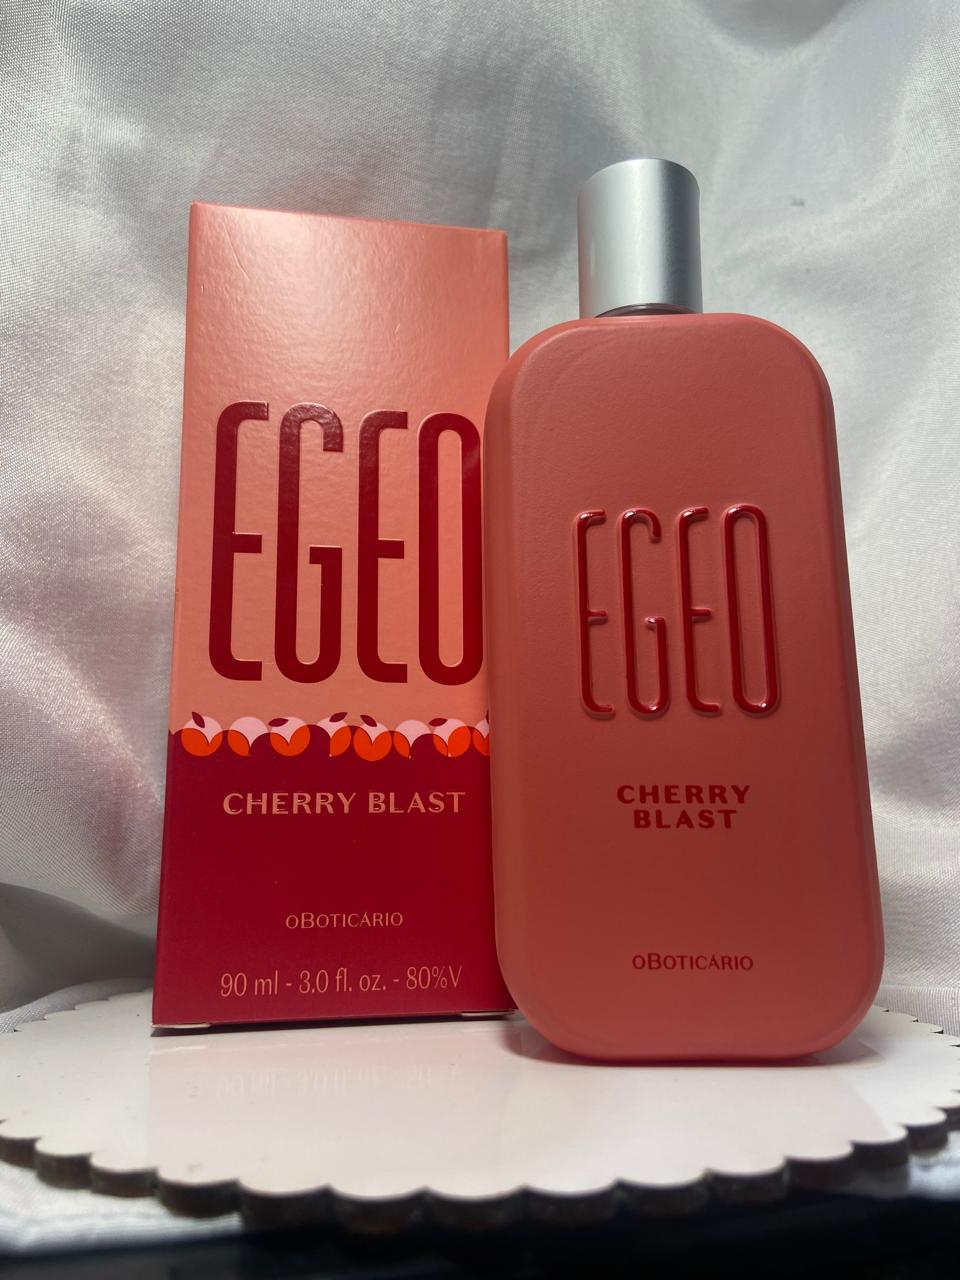 EGEO
CHERRY BLAST
oBOTICÁRIO
90 ml - 3.0 fl. oz. - 80%V
EGEO
CHERRY
BLAST
oBOTICÁRIO